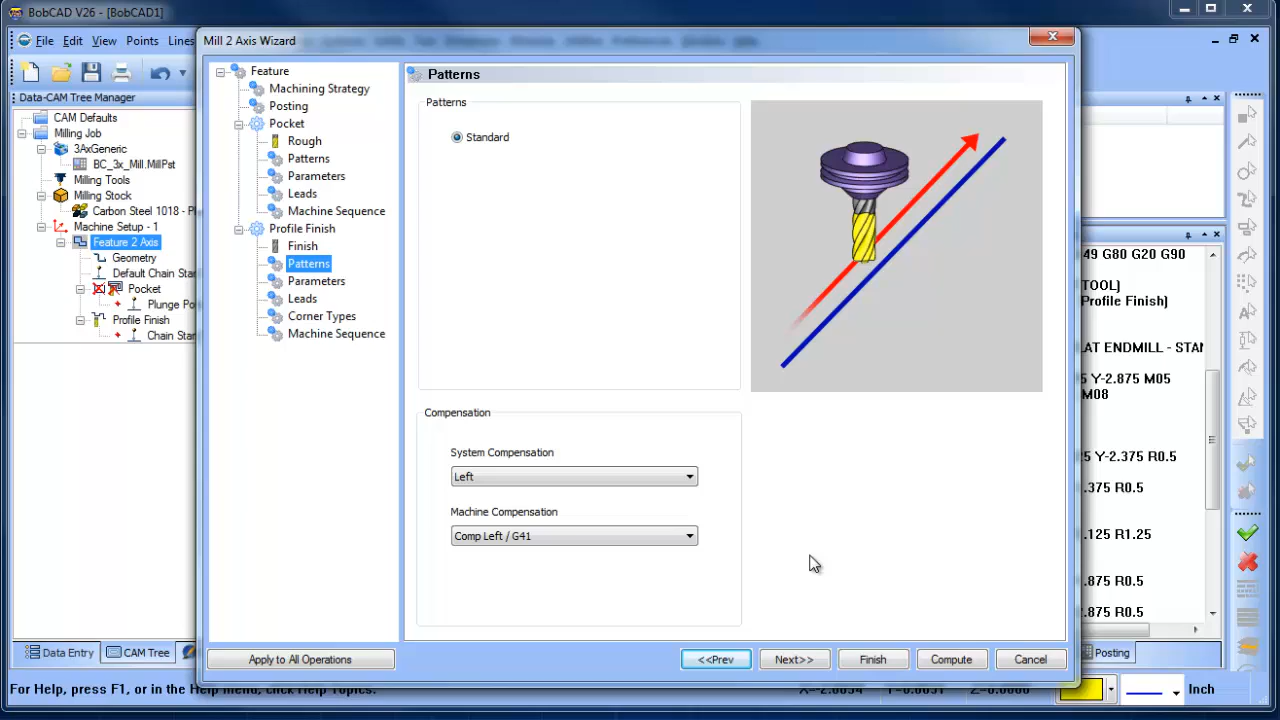 BobCAD V26 - [BobCAD1]
File Edit View Points Lines
Mill 2 Axis Wizard
Data-CAM Tree Manager
CAM Defaults
Milling Job
3AxGeneric
BC_3x_Mill.MillPst
Milling Tools
Milling Stock
Carbon Steel 1018 - Pl
Machine Setup - 1
Feature 2 Axis
Geometry
Default Chain Star
Pocket
Plunge Po
Profile Finish
Chain Start
Feature
Machining Strategy
Posting
Pocket
Rough
Patterns
Parameters
Leads
Machine Sequence
Profile Finish
Finish
Patterns
Parameters
Leads
Corner Types
Machine Sequence
Patterns
Patterns
Standard
Compensation
System Compensation
Left
Machine Compensation
Comp Left / G41
49 G80 G20 G90
TOOL)
Profile Finish)
LAT ENDMILL - STAN
5 Y-2.875 M05
M08
25 Y-2.375 R0.5
.375 R0.5
.125 R1.25
.875 R0.5
.875 R0.5
Data Entry CAM Tree
Posting
Apply to All Operations
<<Prev Next>> Finish Compute Cancel
For Help, press F1, or in the Help menu, click Help Topics.
Inch